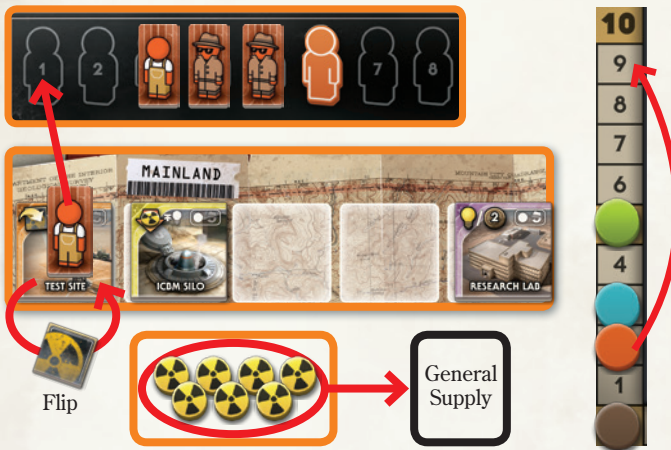 1 2 7 8
10
9
8
7
6
4
1
MAINLAND
TEST SITE
ICBM SILO
2
RESEARCH LAB
Flip
General
Supply